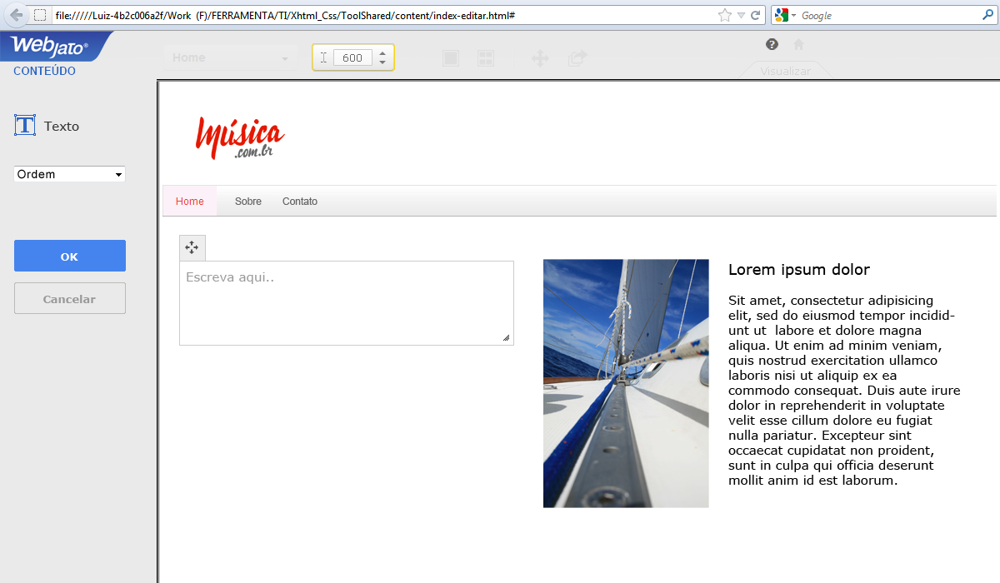 file://///Luiz-4b2c006a2f/Work (F)/FERRAMENTA/TI/Xhtml_Css/ToolShared/content/index-editar.html#
Google
Webjato®
Home
600
?
Visualizar
CONTEÚDO
T Texto
Ordem
OK
Cancelar
Música
.com.br
Home Sobre Contato
Escreva aqui..
Lorem ipsum dolor
Sit amet, consectetur adipisicing
elit, sed do eiusmod tempor incidid-
unt ut labore et dolore magna
aliqua. Ut enim ad minim veniam,
quis nostrud exercitation ullamco
laboris nisi ut aliquip ex ea
commodo consequat. Duis aute irure
dolor in reprehenderit in voluptate
velit esse cillum dolore eu fugiat
nulla pariatur. Excepteur sint
occaecat cupidatat non proident,
sunt in culpa qui officia deserunt
mollit anim id est laborum.